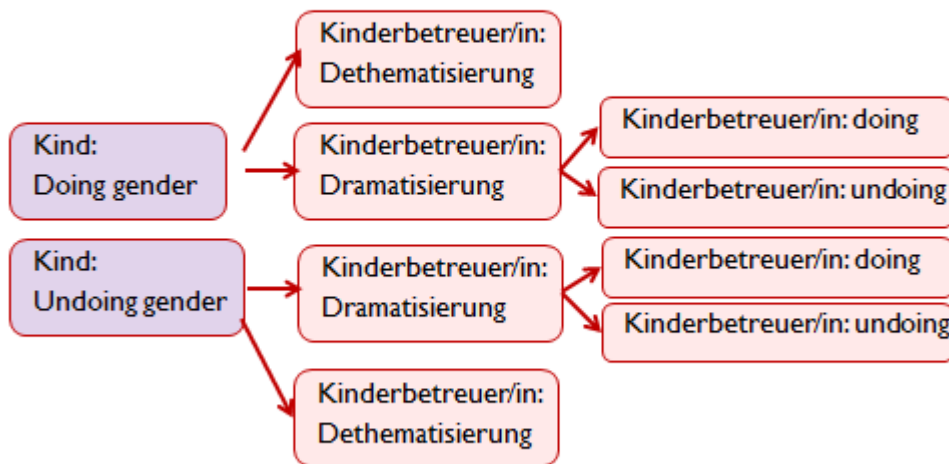 Kinderbetreuer/in:
Dethematisierung
Kind:
Doing gender
Kinderbetreuer/in:
Dramatisierung
Kinderbetreuer/in: doing
Kinderbetreuer/in: undoing
Kind:
Undoing gender
Kinderbetreuer/in:
Dramatisierung
Kinderbetreuer/in: doing
Kinderbetreuer/in: undoing
Kinderbetreuer/in:
Dethematisierung